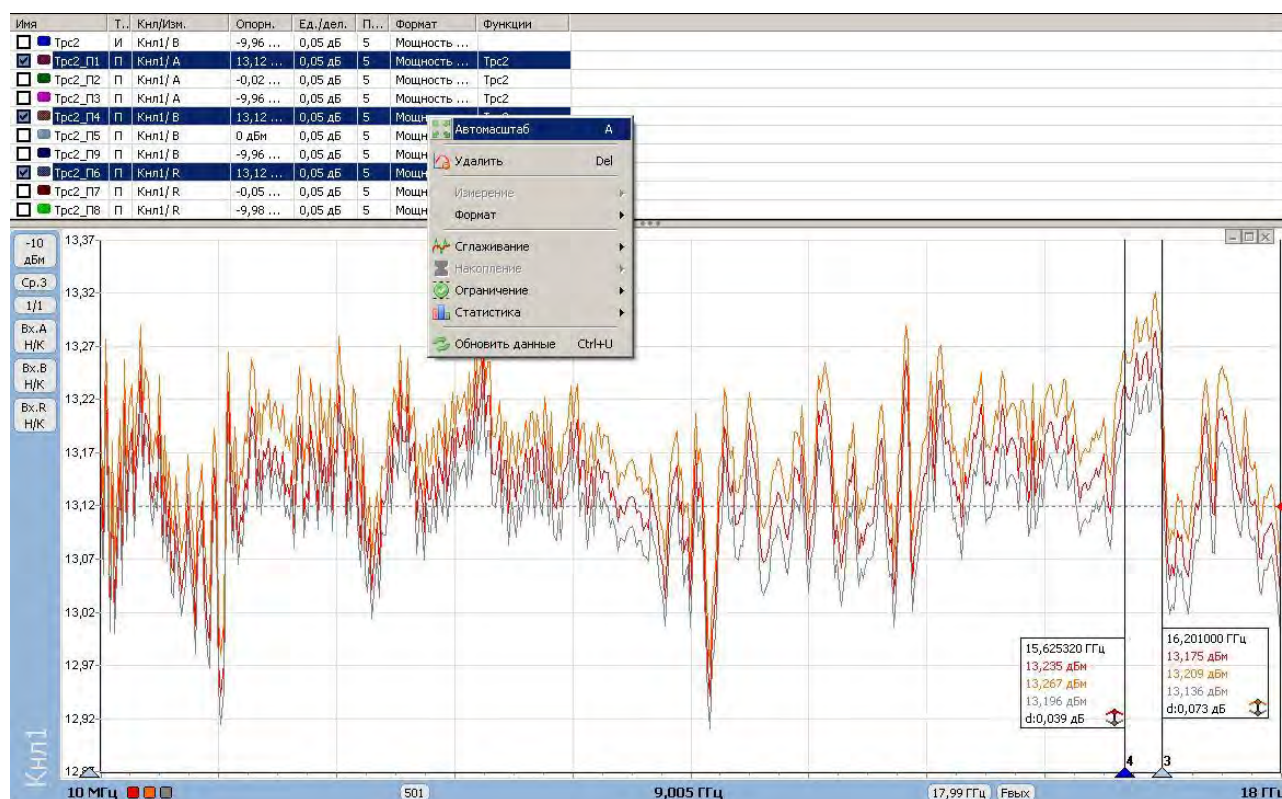 Имя Т.. Кнл/Изм. Опорн. Ед./дел. П... Формат Функции
Трс2 И Кнл1/ B -9,96 ... 0,05 дБ 5 Мощность ...
Трс2_П1 П Кнл1/ A 13,12 ... 0,05 дБ 5 Мощность ... Трс2
Трс2_П2 П Кнл1/ A -0,02 ... 0,05 дБ 5 Мощность ... Трс2
Трс2_П3 П Кнл1/ A -9,96 ... 0,05 дБ 5 Мощность ... Трс2
Трс2_П4 П Кнл1/ B 13,12 ... 0,05 дБ 5 Мощн
Трс2_П5 П Кнл1/ B 0 дБм 0,05 дБ 5 Мощн
Трс2_П9 П Кнл1/ B -9,96 ... 0,05 дБ 5 Мощн
Трс2_П6 П Кнл1/ R 13,12 ... 0,05 дБ 5 Мощн
Трс2_П7 П Кнл1/ R -0,05 ... 0,05 дБ 5 Мощн
Трс2_П8 П Кнл1/ R -9,98 ... 0,05 дБ 5 Мощн
Автомасштаб A
Удалить Del
Измерение
Формат
Сглаживание
Накопление
Ограничение
Статистика
Обновить данные Ctrl+U
-10
дБм
Ср.3
1/1
Вх.A
Н/К
Вх.B
Н/К
Вх.R
Н/К
Кнл1
13,37
13,32
13,27
13,22
13,17
13,12
13,07
13,02
12,97
12,92
15,625320 ГГц
13,235 дБм
13,267 дБм
13,196 дБм
d:0,039 дБ
16,201000 ГГц
13,175 дБм
13,209 дБм
13,136 дБм
d:0,073 дБ
4 3
10 МГц 501 9,005 ГГц 17,99 ГГц Fвых 18 ГГц